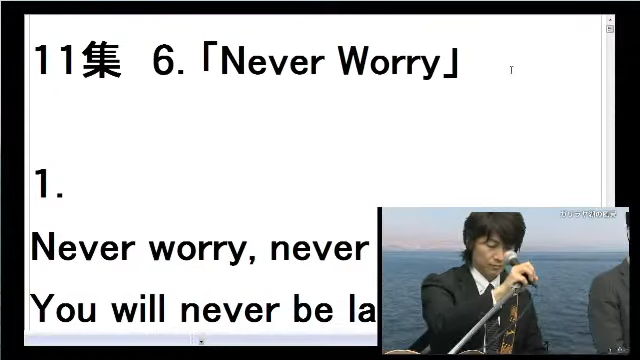 11集 6.「Never Worry」
1.
Never worry, never
You will never be la